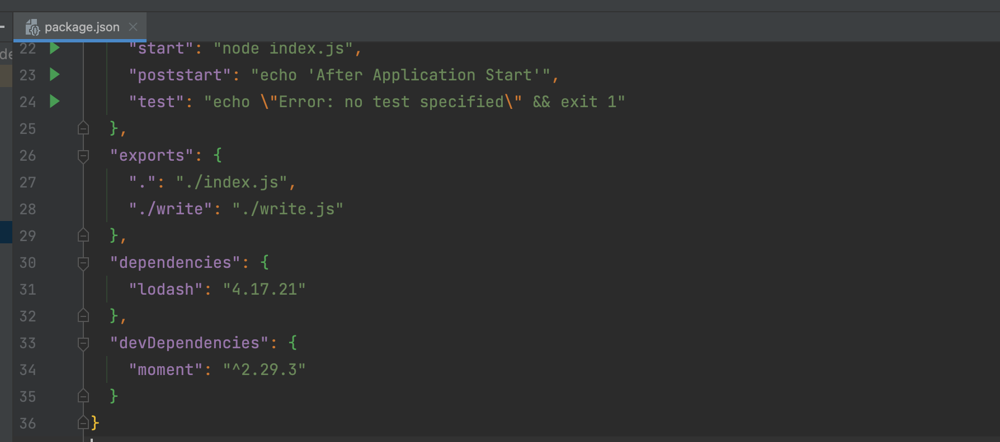 package.json
de
22 "start": "node index.js",
23 "poststart": "echo 'After Application Start'",
24 "test": "echo \"Error: no test specified\" && exit 1"
25 },
26 "exports": {
27 ".": "./index.js",
28 "./write": "./write.js"
29 },
30 "dependencies": {
31 "lodash": "4.17.21"
32 },
33 "devDependencies": {
34 "moment": "^2.29.3"
35 }
36 }